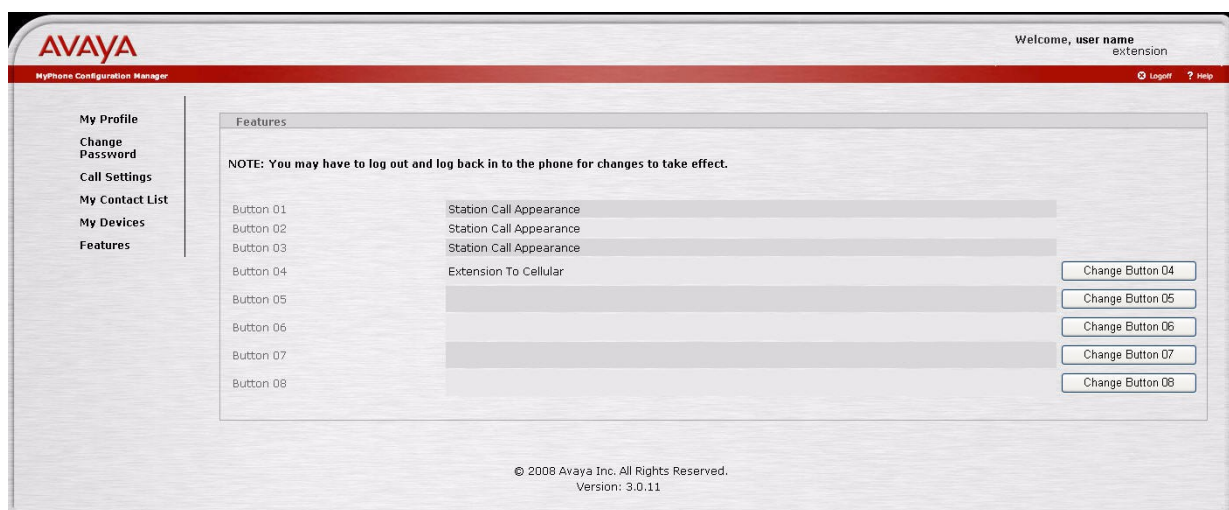 AVAYA
Welcome, user name
extension
MyPhone Configuration Manager
Logoff ? Help
My Profile
Change
Password
Call Settings
My Contact List
My Devices
Features
Features
NOTE: You may have to log out and log back in to the phone for changes to take effect.
Button 01 Station Call Appearance
Button 02 Station Call Appearance
Button 03 Station Call Appearance
Button 04 Extension To Cellular Change Button 04
Button 05 Change Button 05
Button 06 Change Button 06
Button 07 Change Button 07
Button 08 Change Button 08
© 2008 Avaya Inc. All Rights Reserved.
Version: 3.0.11